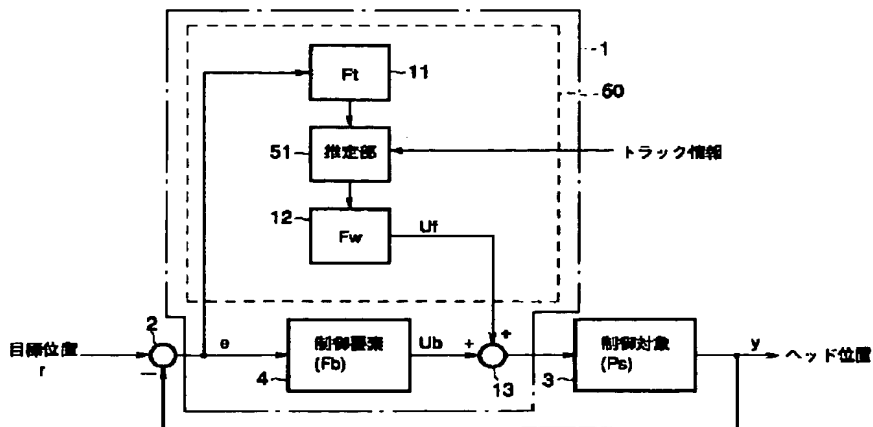 1
Ft
11
60
51
推定部
トラック情報
12
Fw
Uf
+
目標位置
r
2
−
e
制御要素
(Fb)
4
Ub
+
13
制御対象
(Ps)
3
y
ヘッド位置